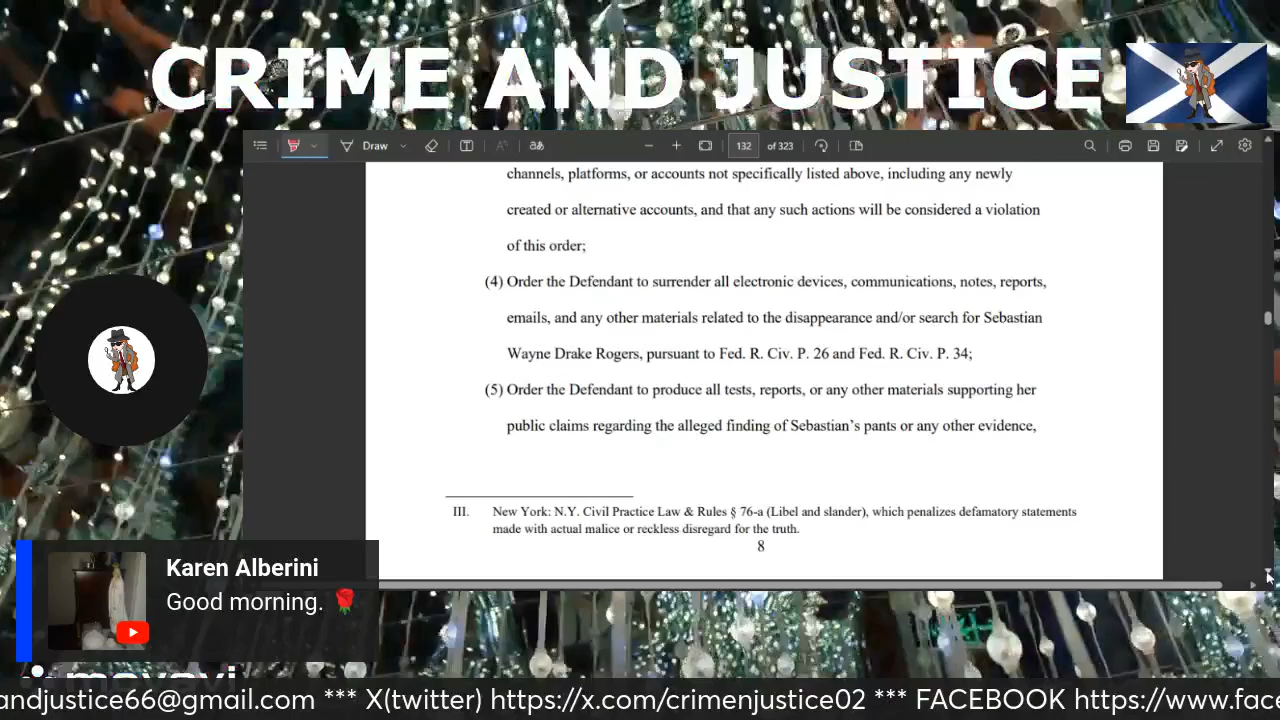 CRIME AND JUSTICE
Draw
132 of 323
channels, platforms, or accounts not specifically listed above, including any newly
created or alternative accounts, and that any such actions will be considered a violation
of this order;
(4) Order the Defendant to surrender all electronic devices, communications, notes, reports,
emails, and any other materials related to the disappearance and/or search for Sebastian
Wayne Drake Rogers, pursuant to Fed. R. Civ. P. 26 and Fed. R. Civ. P. 34;
(5) Order the Defendant to produce all tests, reports, or any other materials supporting her
public claims regarding the alleged finding of Sebastian’s pants or any other evidence,
III. New York: N.Y. Civil Practice Law & Rules § 76-a (Libel and slander), which penalizes defamatory statements
made with actual malice or reckless disregard for the truth.
8
Karen Alberini
Good morning. 🌹
andjustice66@gmail.com *** X(twitter) https://x.com/crimenjustice02 *** FACEBOOK https://www.face